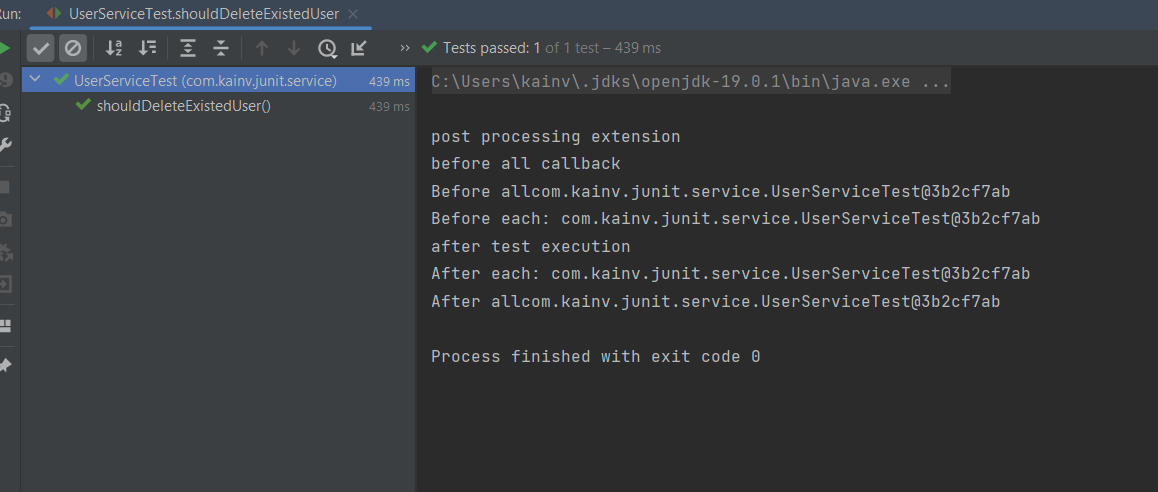 Run: UserServiceTest.shouldDeleteExistedUser
Tests passed: 1 of 1 test – 439 ms
UserServiceTest (com.kainv.junit.service) 439 ms
shouldDeleteExistedUser() 439 ms
C:\Users\kainv\.jdks\openjdk-19.0.1\bin\java.exe ...
post processing extension
before all callback
Before allcom.kainv.junit.service.UserServiceTest@3b2cf7ab
Before each: com.kainv.junit.service.UserServiceTest@3b2cf7ab
after test execution
After each: com.kainv.junit.service.UserServiceTest@3b2cf7ab
After allcom.kainv.junit.service.UserServiceTest@3b2cf7ab
Process finished with exit code 0